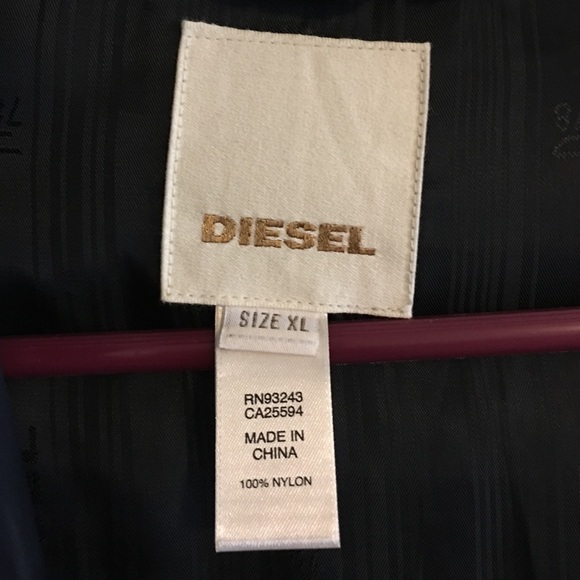 DIESEL
SIZE XL
RN93243
CA25594
MADE IN
CHINA
100% NYLON